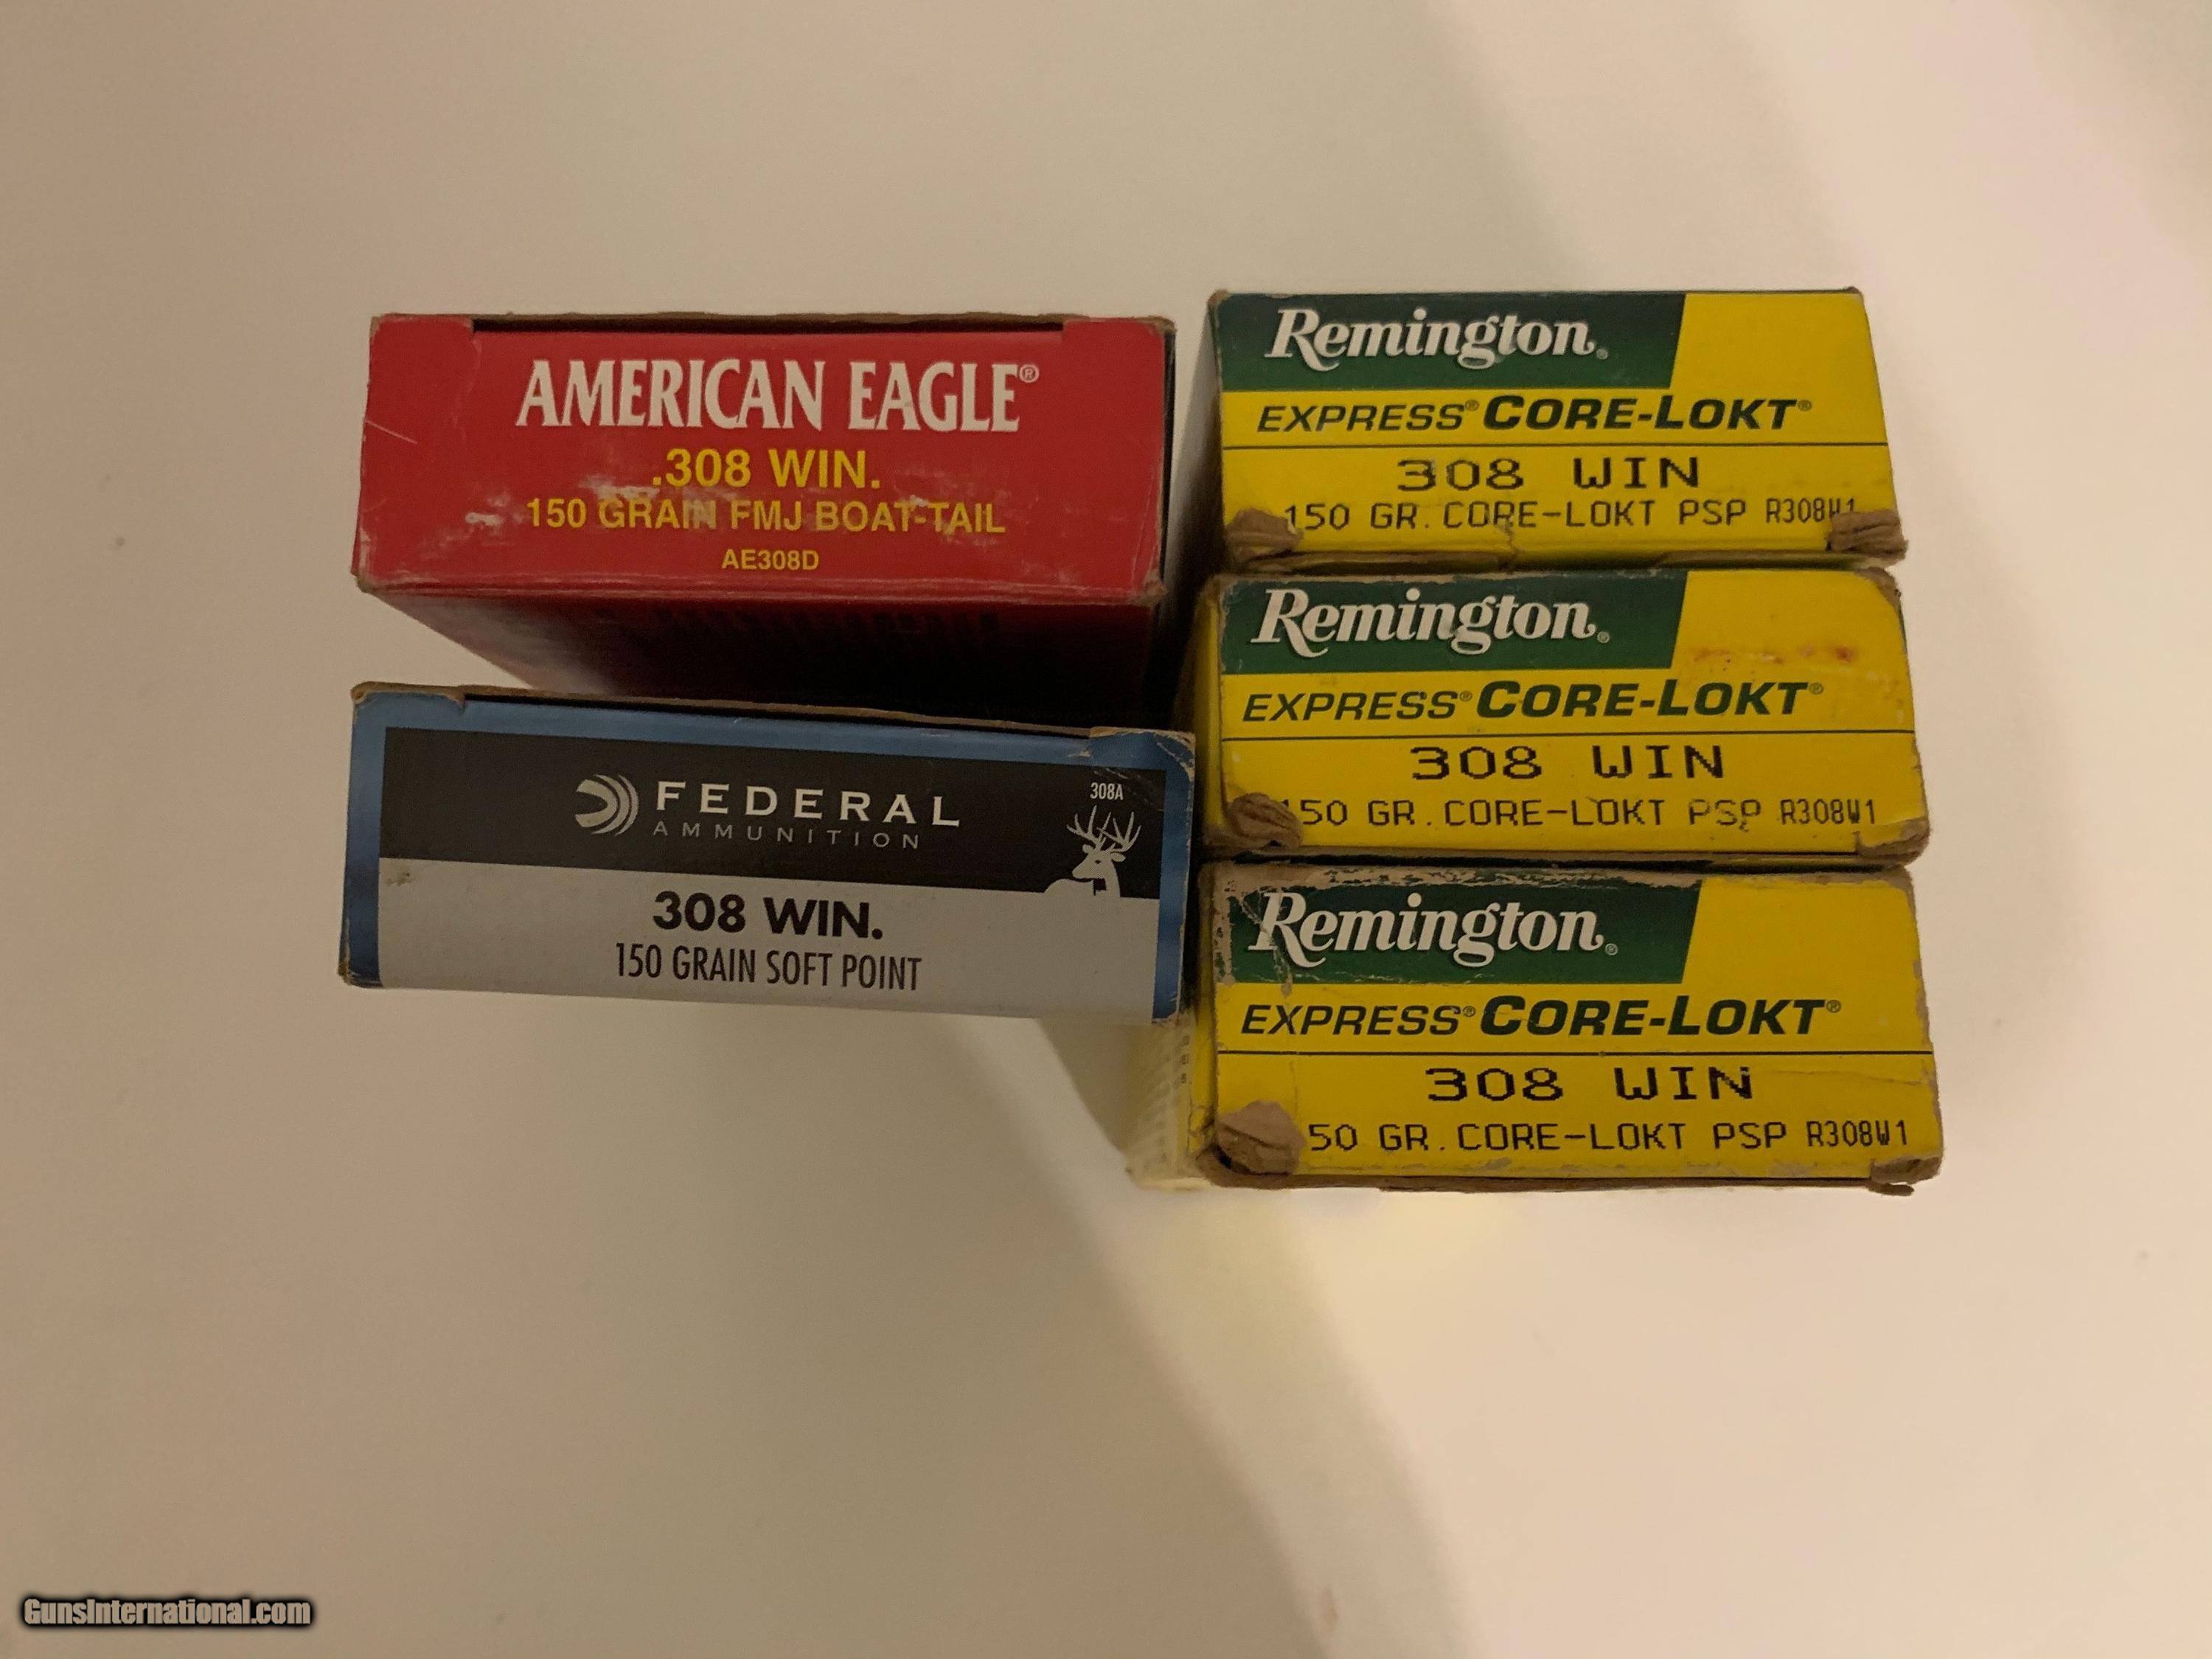 AMERICAN EAGLE®
.308 WIN.
150 GRAIN FMJ BOAT-TAIL
AE308D
308A
FEDERAL
AMMUNITION
308 WIN.
150 GRAIN SOFT POINT
Remington®
EXPRESS® CORE-LOKT®
308 WIN
150 GR. CORE-LOKT PSP R308W1
Remington®
EXPRESS® CORE-LOKT®
308 WIN
150 GR. CORE-LOKT PSP R308W1
Remington®
EXPRESS® CORE-LOKT®
308 WIN
50 GR. CORE-LOKT PSP R308W1
GunsInternational.com